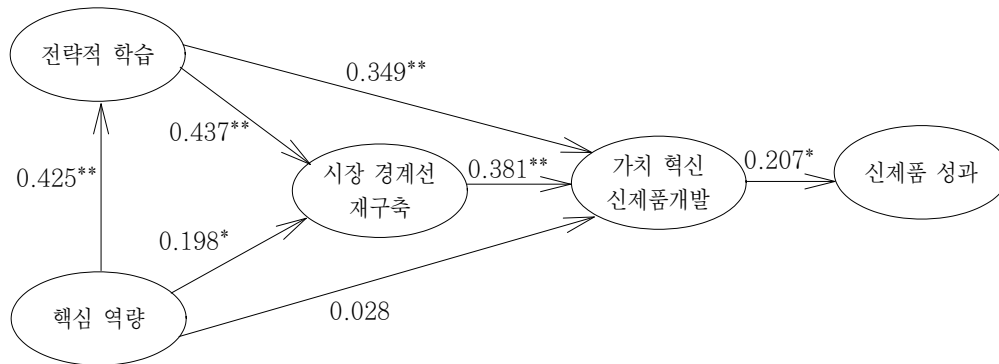 전략적 학습
0.349**
0.437**
0.425**
시장 경계선
재구축
0.381**
가치 혁신
신제품개발
0.207*
신제품 성과
0.198*
0.028
핵심 역량